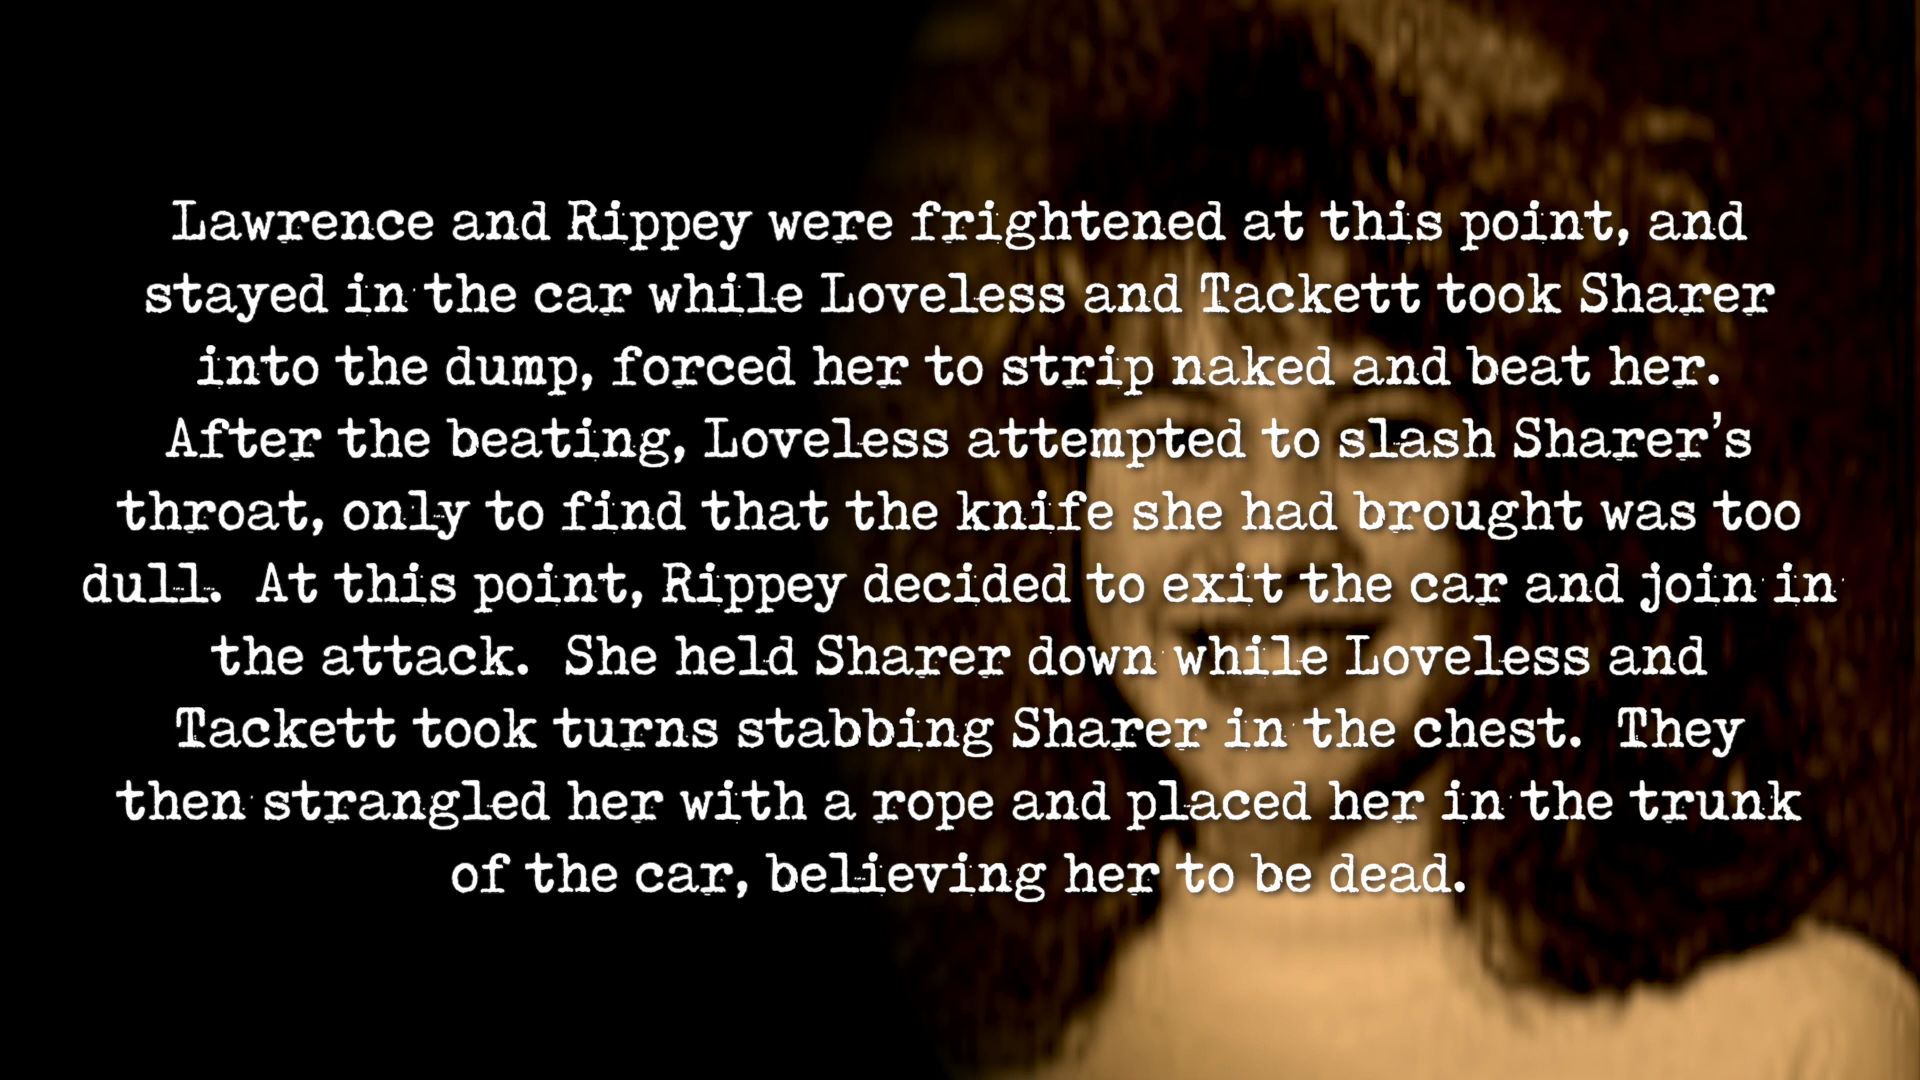 Lawrence and Rippey were frightened at this point, and
stayed in the car while Loveless and Tackett took Sharer
into the dump, forced her to strip naked and beat her.
After the beating, Loveless attempted to slash Sharer's
throat, only to find that the knife she had brought was too
dull.  At this point, Rippey decided to exit the car and join in
the attack.  She held Sharer down while Loveless and
Tackett took turns stabbing Sharer in the chest.  They
then strangled her with a rope and placed her in the trunk
of the car, believing her to be dead.